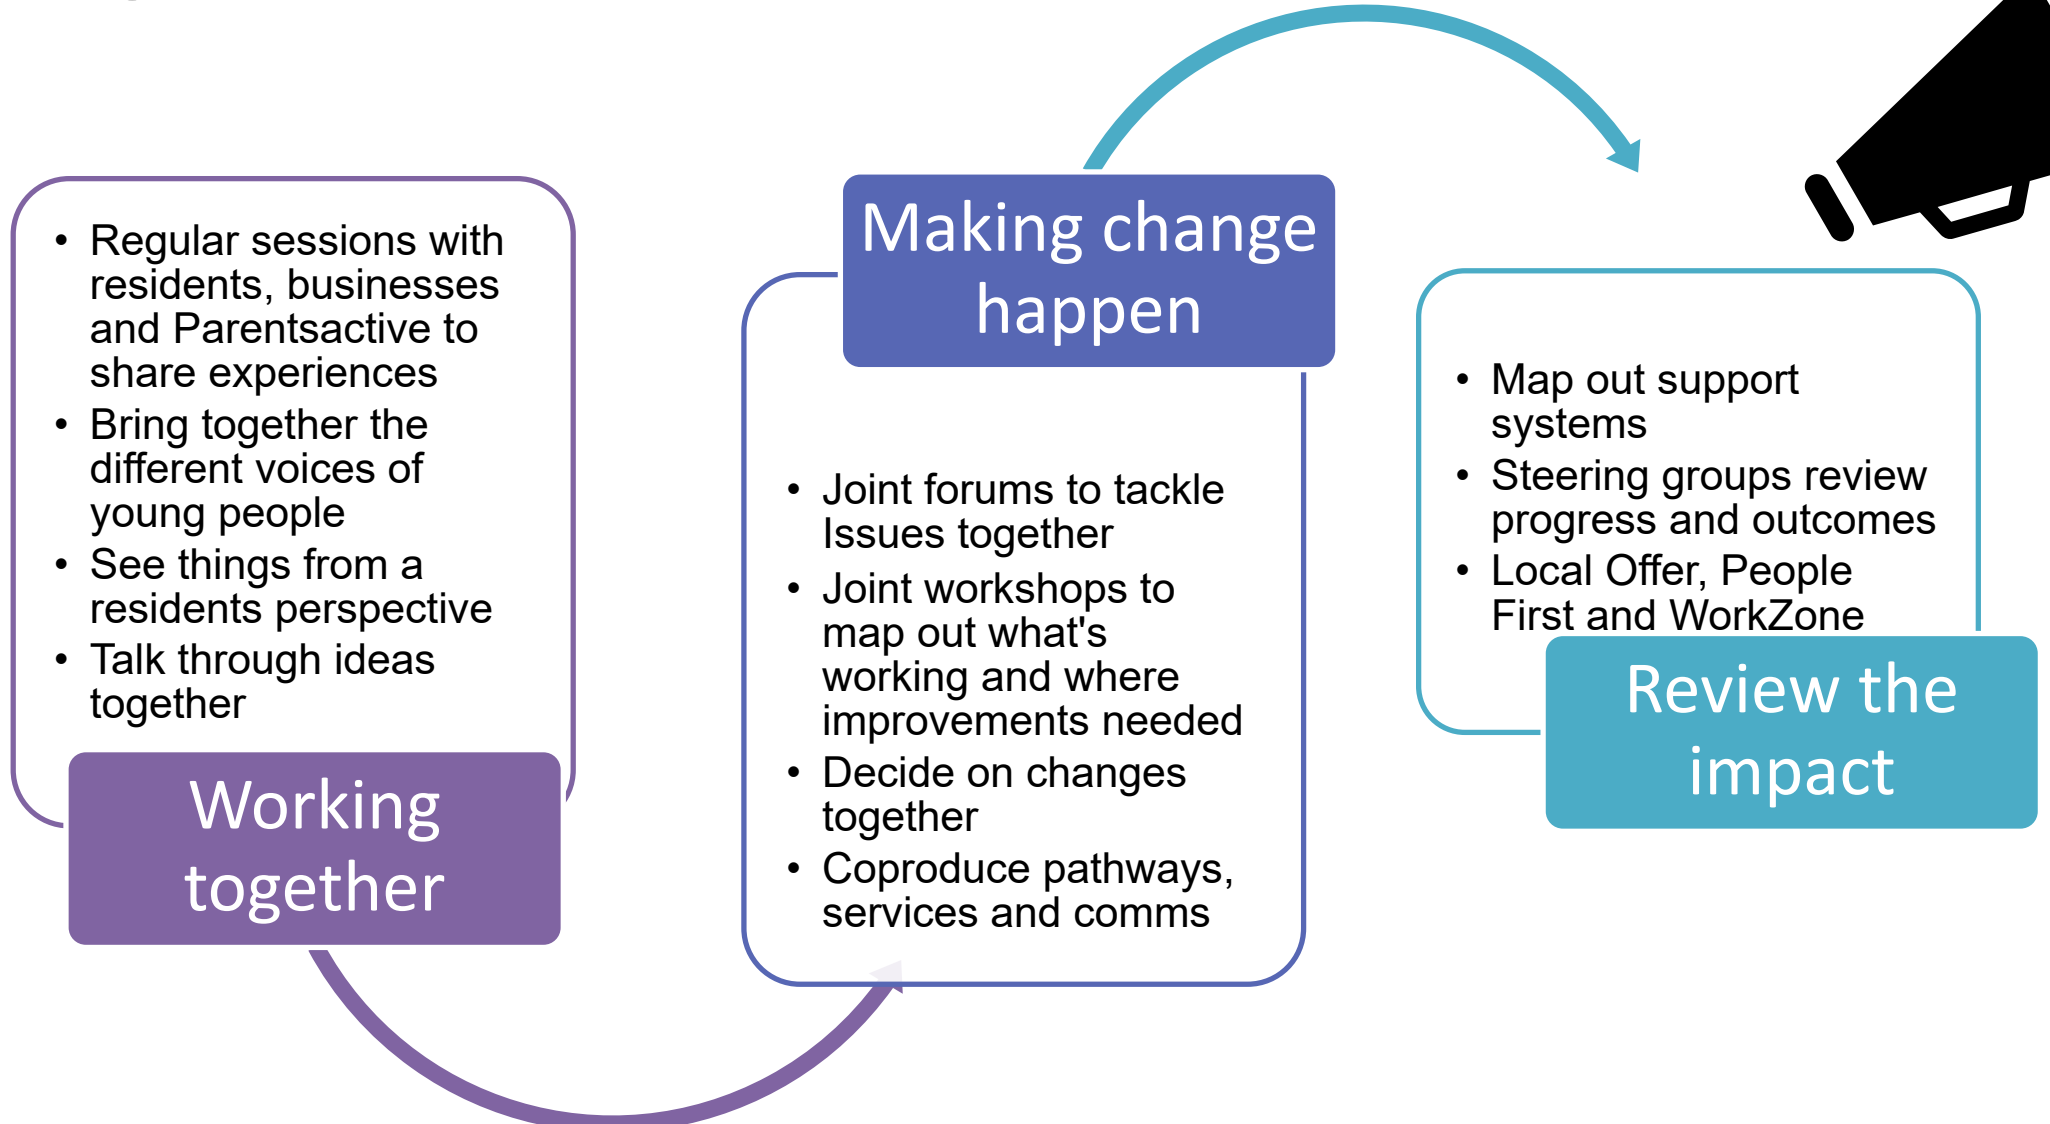 • Regular sessions with
residents, businesses
and Parentsactive to
share experiences
• Bring together the
different voices of
young people
• See things from a
residents perspective
• Talk through ideas
together
Working
together
Making change
happen
• Joint forums to tackle
Issues together
• Joint workshops to
map out what's
working and where
improvements needed
• Decide on changes
together
• Coproduce pathways,
services and comms
• Map out support
systems
• Steering groups review
progress and outcomes
• Local Offer, People
First and WorkZone
Review the
impact